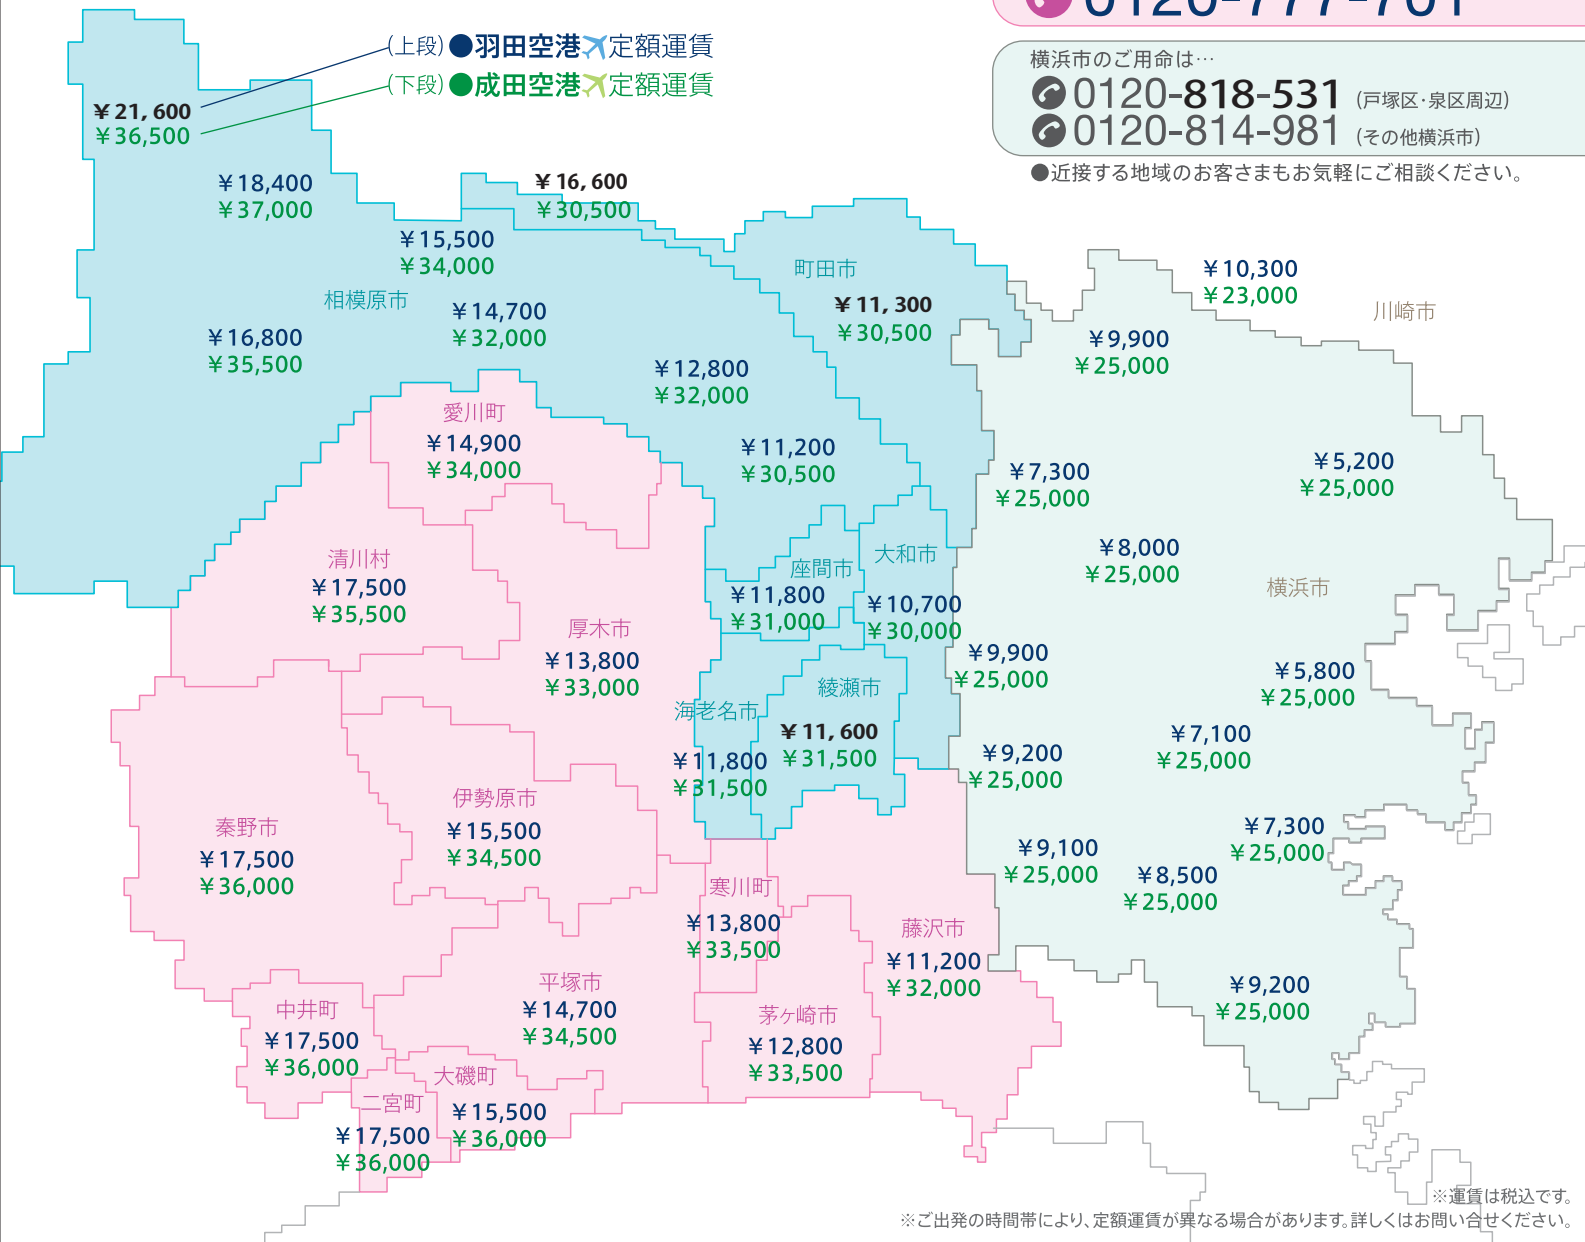 0120-777-701
横浜市のご用命は…
0120-818-531 (戸塚区・泉区周辺)
0120-814-981 (その他横浜市)
●近接する地域のお客さまもお気軽にご相談ください。
(上段)●羽田空港定額運賃
(下段)●成田空港定額運賃
¥21,600
¥36,500
¥18,400
¥37,000
¥16,600
¥30,500
¥15,500
¥34,000
相模原市
¥14,700
¥32,000
¥16,800
¥35,500
¥12,800
¥32,000
¥11,200
¥30,500
町田市
¥11,300
¥30,500
¥10,300
¥23,000
川崎市
¥9,900
¥25,000
¥7,300
¥25,000
¥5,200
¥25,000
¥8,000
¥25,000
横浜市
¥9,900
¥25,000
¥5,800
¥25,000
¥9,200
¥25,000
¥7,100
¥25,000
¥9,100
¥25,000
¥8,500
¥25,000
¥7,300
¥25,000
¥9,200
¥25,000
愛川町
¥14,900
¥34,000
清川村
¥17,500
¥35,500
厚木市
¥13,800
¥33,000
座間市
¥11,800
¥31,000
大和市
¥10,700
¥30,000
海老名市
¥11,800
¥31,500
綾瀬市
¥11,600
¥31,500
秦野市
¥17,500
¥36,000
伊勢原市
¥15,500
¥34,500
寒川町
¥13,800
¥33,500
藤沢市
¥11,200
¥32,000
平塚市
¥14,700
¥34,500
茅ヶ崎市
¥12,800
¥33,500
中井町
¥17,500
¥36,000
大磯町
¥15,500
¥36,000
二宮町
¥17,500
¥36,000
※運賃は税込です。
※ご出発の時間帯により、定額運賃が異なる場合があります。詳しくはお問い合せください。